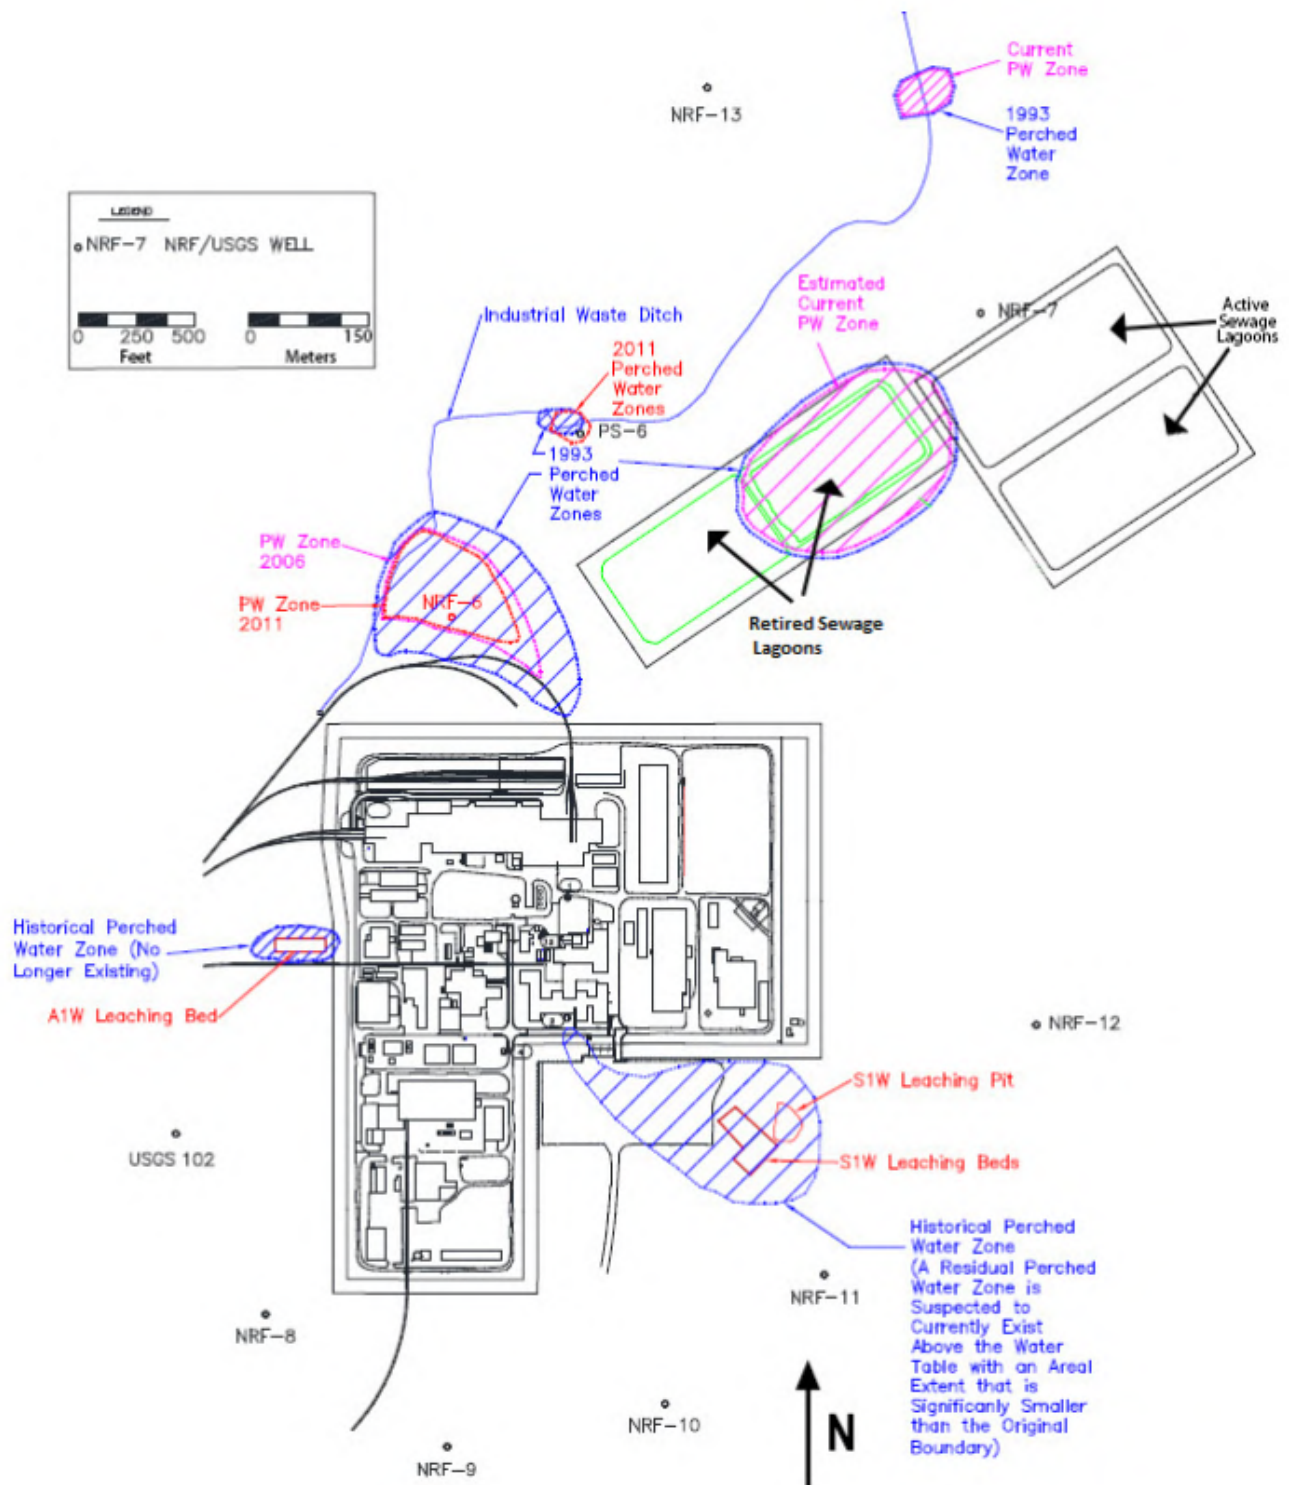 Current
PW Zone
NRF-13
1993
Perched
Water
Zone
LEGEND
NRF-7 NRF/USGS WELL
0 250 500
Feet
0 150
Meters
Estimated
Current
PW Zone
NRF-7
Active
Sewage
Lagoons
Industrial Waste Ditch
2011
Perched
Water
Zones
PS-6
1993
Perched
Water
Zones
PW Zone
2006
PW Zone
2011
NRF-6
Retired Sewage
Lagoons
Historical Perched
Water Zone (No
Longer Existing)
A1W Leaching Bed
NRF-12
S1W Leaching Pit
USGS 102
S1W Leaching Beds
Historical Perched
Water Zone
(A Residual Perched
Water Zone is
Suspected to
Currently Exist
Above the Water
Table with an Areal
Extent that is
Significanly Smaller
than the Original
Boundary)
NRF-11
NRF-8
NRF-10
N
NRF-9